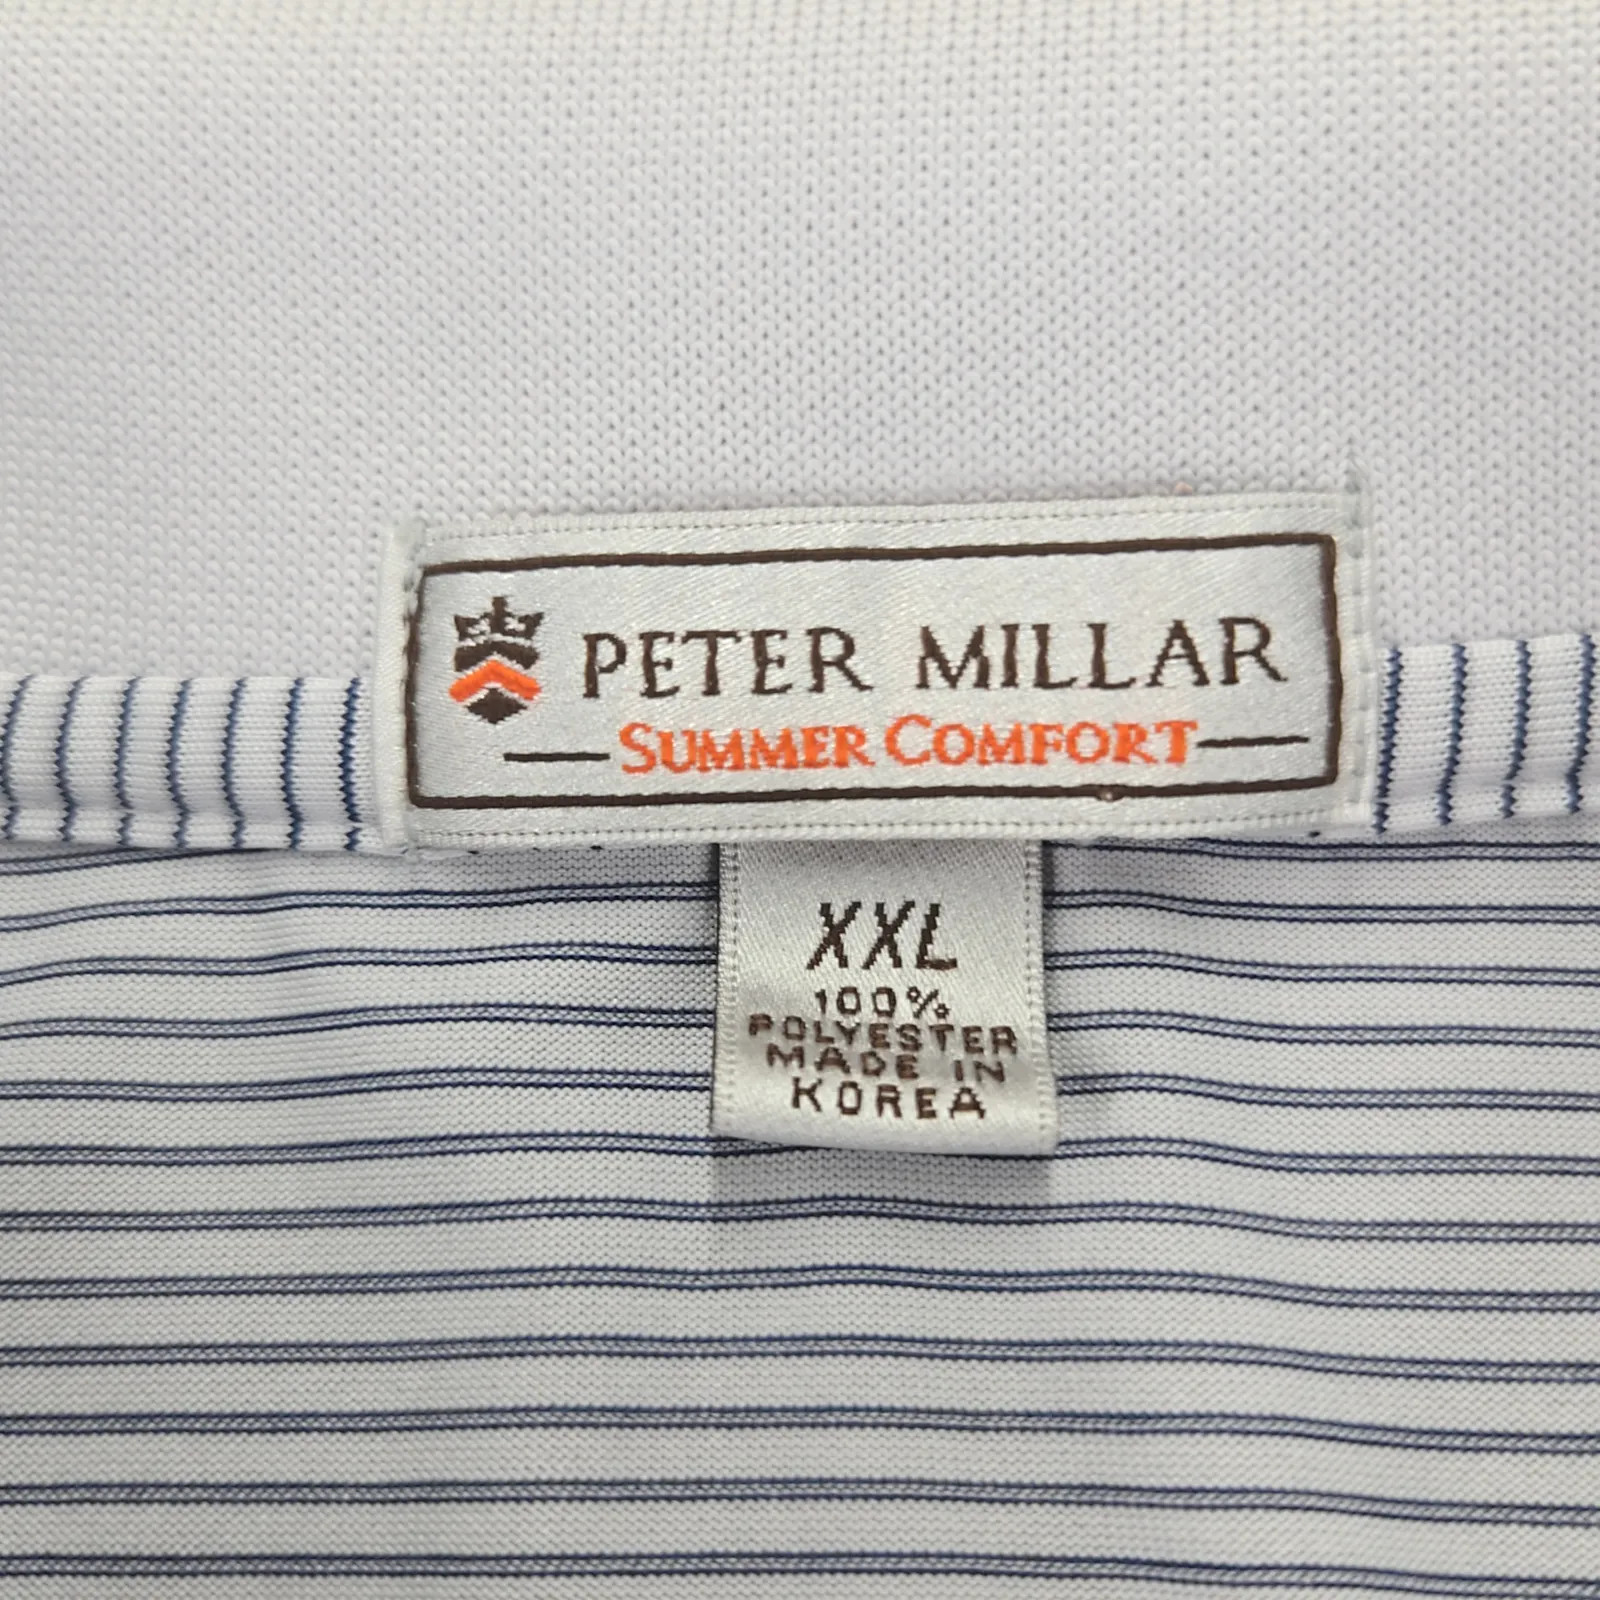 PETER MILLAR
SUMMER COMFORT
XXL
100%
POLYESTER
MADE IN
KOREA